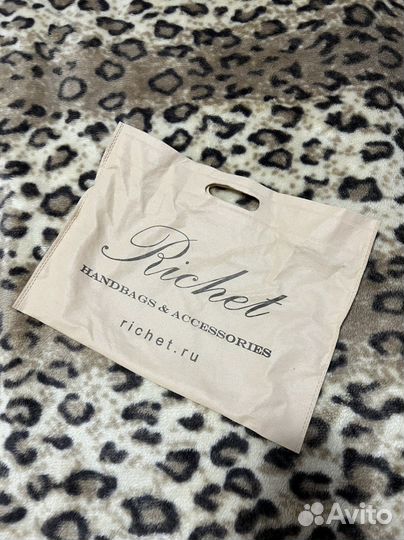 Richet
HANDBAGS & ACCESSORIES
richet.ru
Avito